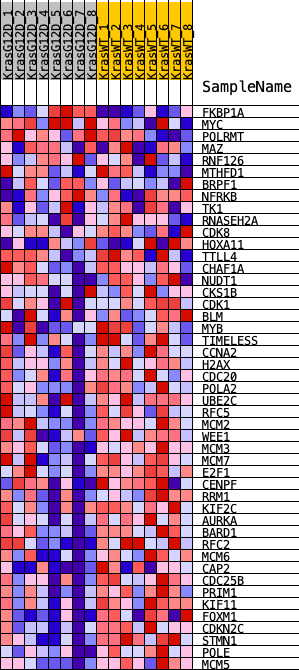 KrasG12D_1
KrasG12D_2
KrasG12D_3
KrasG12D_4
KrasG12D_5
KrasG12D_6
KrasG12D_7
KrasG12D_8
KrasWT_1
KrasWT_2
KrasWT_3
KrasWT_4
KrasWT_5
KrasWT_6
KrasWT_7
KrasWT_8
SampleName
FKBP1A
MYC
POLRMT
MAZ
RNF126
MTHFD1
BRPF1
NFRKB
TK1
RNASEH2A
CDK8
HOXA11
TTLL4
CHAF1A
NUDT1
CKS1B
CDK1
BLM
MYB
TIMELESS
CCNA2
H2AX
CDC20
POLA2
UBE2C
RFC5
MCM2
WEE1
MCM3
MCM7
E2F1
CENPF
RRM1
KIF2C
AURKA
BARD1
RFC2
MCM6
CAP2
CDC25B
PRIM1
KIF11
FOXM1
CDKN2C
STMN1
POLE
MCM5